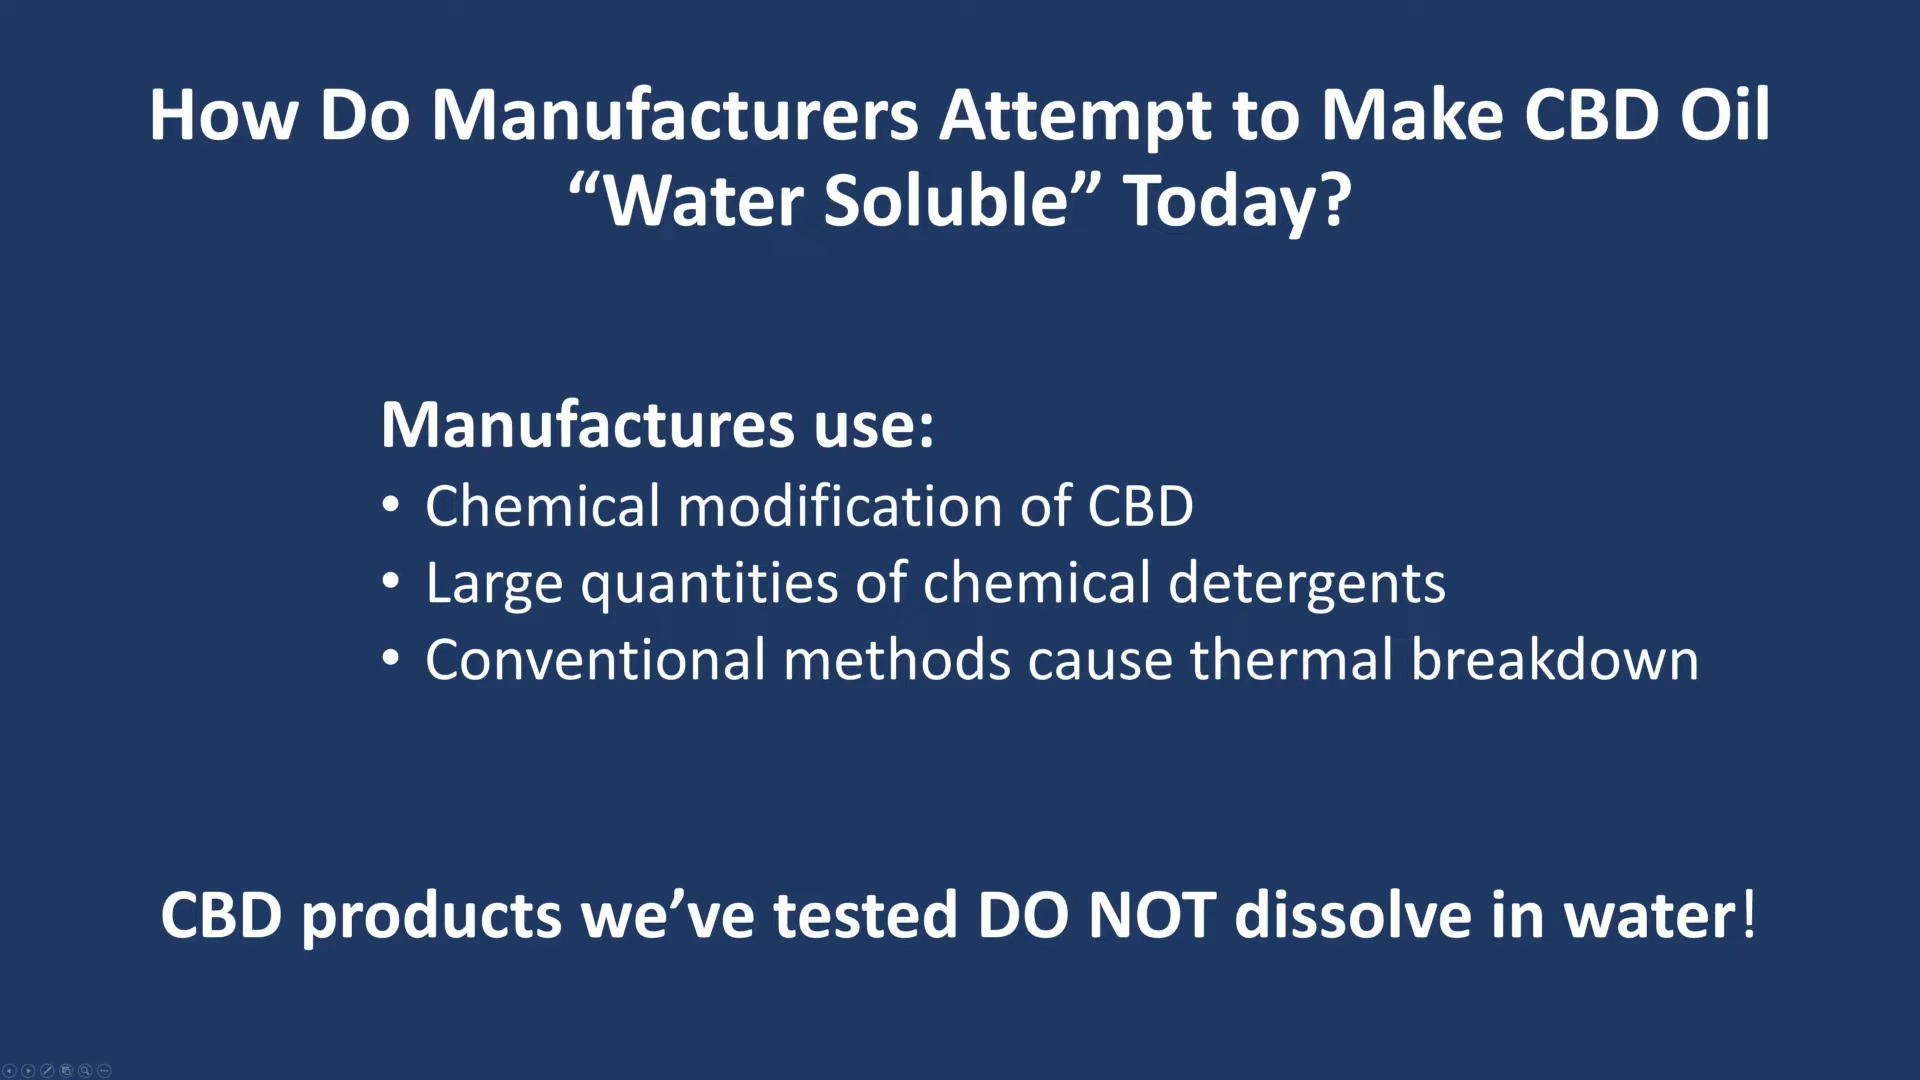 How Do Manufacturers Attempt to Make CBD Oil
“Water Soluble” Today?
Manufactures use:
• Chemical modification of CBD
• Large quantities of chemical detergents
• Conventional methods cause thermal breakdown
CBD products we’ve tested DO NOT dissolve in water!